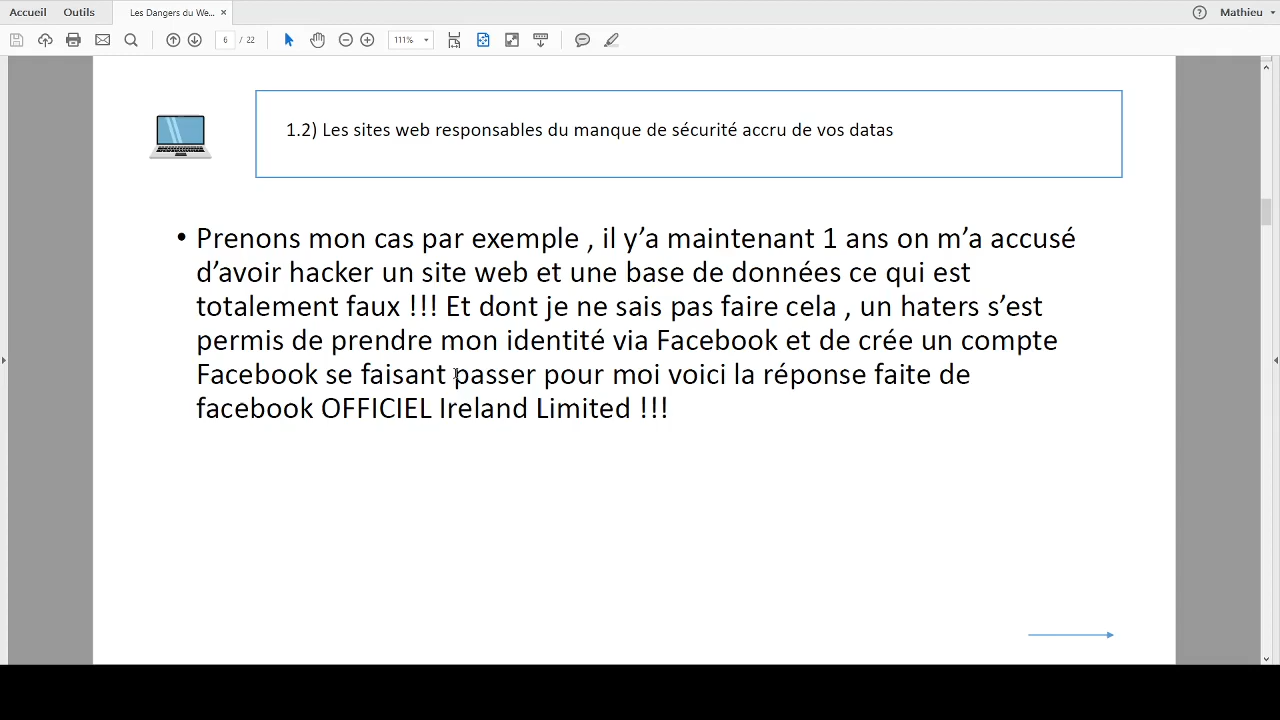 Accueil Outils Les Dangers du We... × Mathieu
6 / 22 111%
1.2) Les sites web responsables du manque de sécurité accru de vos datas
• Prenons mon cas par exemple , il y’a maintenant 1 ans on m’a accusé
d’avoir hacker un site web et une base de données ce qui est
totalement faux !!! Et dont je ne sais pas faire cela , un haters s’est
permis de prendre mon identité via Facebook et de crée un compte
Facebook se faisant passer pour moi voici la réponse faite de
facebook OFFICIEL Ireland Limited !!!